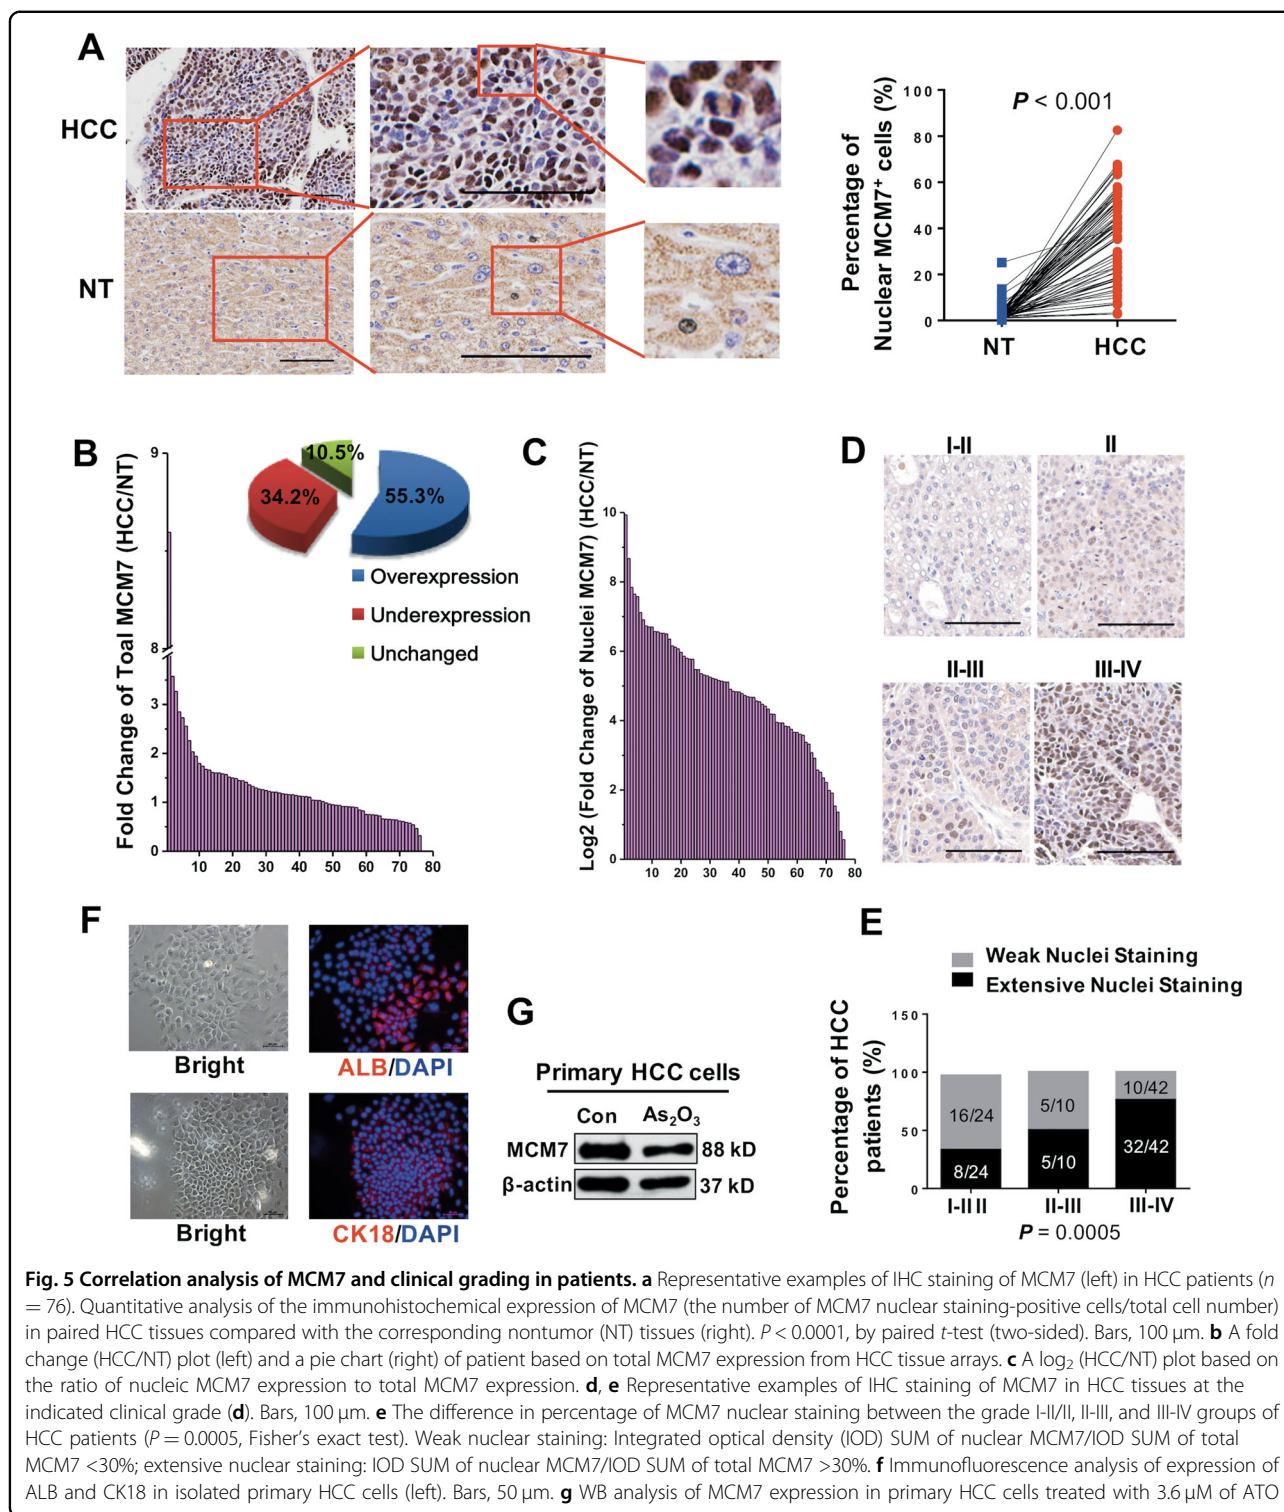 A
HCC
NT
Percentage of
Nuclear MCM7+ cells (%)
P < 0.001
100
80
60
40
20
0
NT
HCC
B
Fold Change of Toal MCM7 (HCC/NT)
9
8
3
2
1
0
10 20 30 40 50 60 70 80
10.5%
34.2%
55.3%
Overexpression
Underexpression
Unchanged
C
Log2 (Fold Change of Nuclei MCM7) (HCC/NT)
10
8
6
4
2
0
10 20 30 40 50 60 70 80
D
I-II
II
II-III
III-IV
F
Bright
ALB/DAPI
Bright
CK18/DAPI
G
Primary HCC cells
Con As2O3
MCM7 88 kD
β-actin 37 kD
E
Weak Nuclei Staining
Extensive Nuclei Staining
Percentage of HCC
patients (%)
150
100
50
0
16/24
8/24
5/10
5/10
10/42
32/42
I-II II
II-III
III-IV
P = 0.0005
Fig. 5 Correlation analysis of MCM7 and clinical grading in patients. a Representative examples of IHC staining of MCM7 (left) in HCC patients (n
= 76). Quantitative analysis of the immunohistochemical expression of MCM7 (the number of MCM7 nuclear staining-positive cells/total cell number)
in paired HCC tissues compared with the corresponding nontumor (NT) tissues (right). P < 0.0001, by paired t-test (two-sided). Bars, 100 μm. b A fold
change (HCC/NT) plot (left) and a pie chart (right) of patient based on total MCM7 expression from HCC tissue arrays. c A log2 (HCC/NT) plot based on
the ratio of nucleic MCM7 expression to total MCM7 expression. d, e Representative examples of IHC staining of MCM7 in HCC tissues at the
indicated clinical grade (d). Bars, 100 μm. e The difference in percentage of MCM7 nuclear staining between the grade I-II/II, II-III, and III-IV groups of
HCC patients (P = 0.0005, Fisher's exact test). Weak nuclear staining: Integrated optical density (IOD) SUM of nuclear MCM7/IOD SUM of total
MCM7 <30%; extensive nuclear staining: IOD SUM of nuclear MCM7/IOD SUM of total MCM7 >30%. f Immunofluorescence analysis of expression of
ALB and CK18 in isolated primary HCC cells (left). Bars, 50 μm. g WB analysis of MCM7 expression in primary HCC cells treated with 3.6 μM of ATO